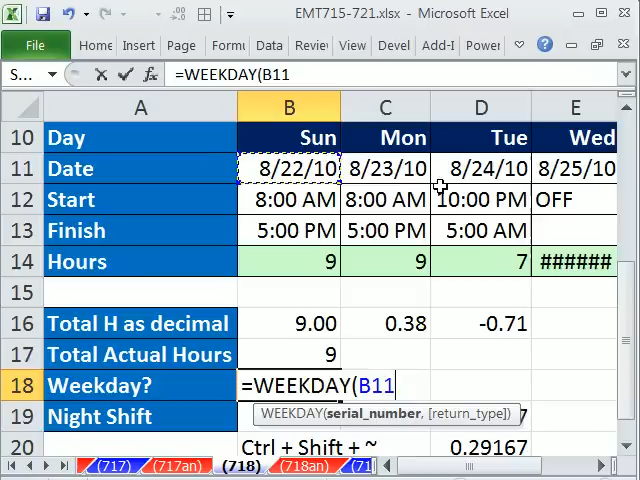 EMT715-721.xlsx - Microsoft Excel
File Home Insert Page Formu Data Review View Devel Add-I Power
S... fx =WEEKDAY(B11
A B C D E
10 Day Sun Mon Tue Wed
11 Date 8/22/10 8/23/10 8/24/10 8/25/10
12 Start 8:00 AM 8:00 AM 10:00 PM OFF
13 Finish 5:00 PM 5:00 PM 5:00 AM
14 Hours 9 9 7 ######
15
16 Total H as decimal 9.00 0.38 -0.71
17 Total Actual Hours 9
18 Weekday? =WEEKDAY(B11
WEEKDAY(serial_number, [return_type])
19 Night Shift 7
20 Ctrl + Shift + ~ 0.29167
(717) (717an) (718) (718an) (71